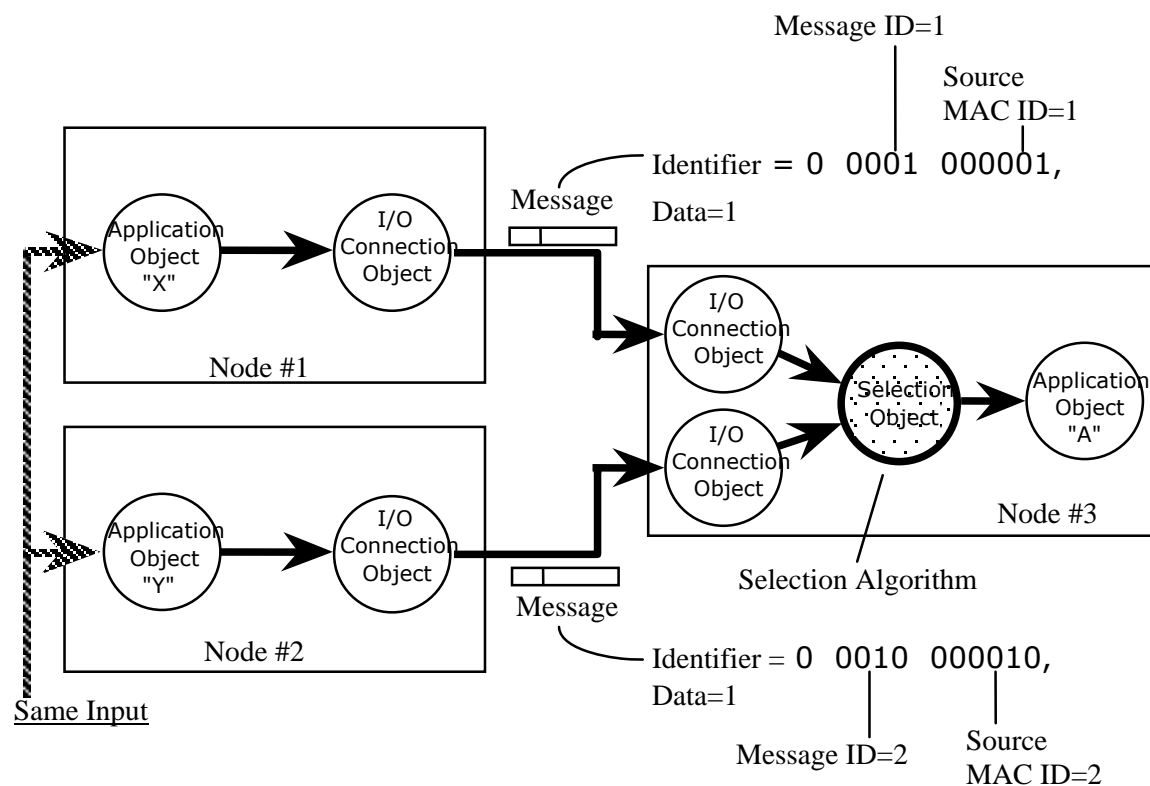 Message ID=1
Source
MAC ID=1
Identifier = 0 0001 000001,
Data=1
Message
Application
Object
"X"
I/O
Connection
Object
Node #1
I/O
Connection
Object
Selection
Object
Application
Object
"A"
I/O
Connection
Object
Node #3
Application
Object
"Y"
I/O
Connection
Object
Node #2
Selection Algorithm
Message
Identifier = 0 0010 000010,
Data=1
Same Input
Message ID=2
Source
MAC ID=2